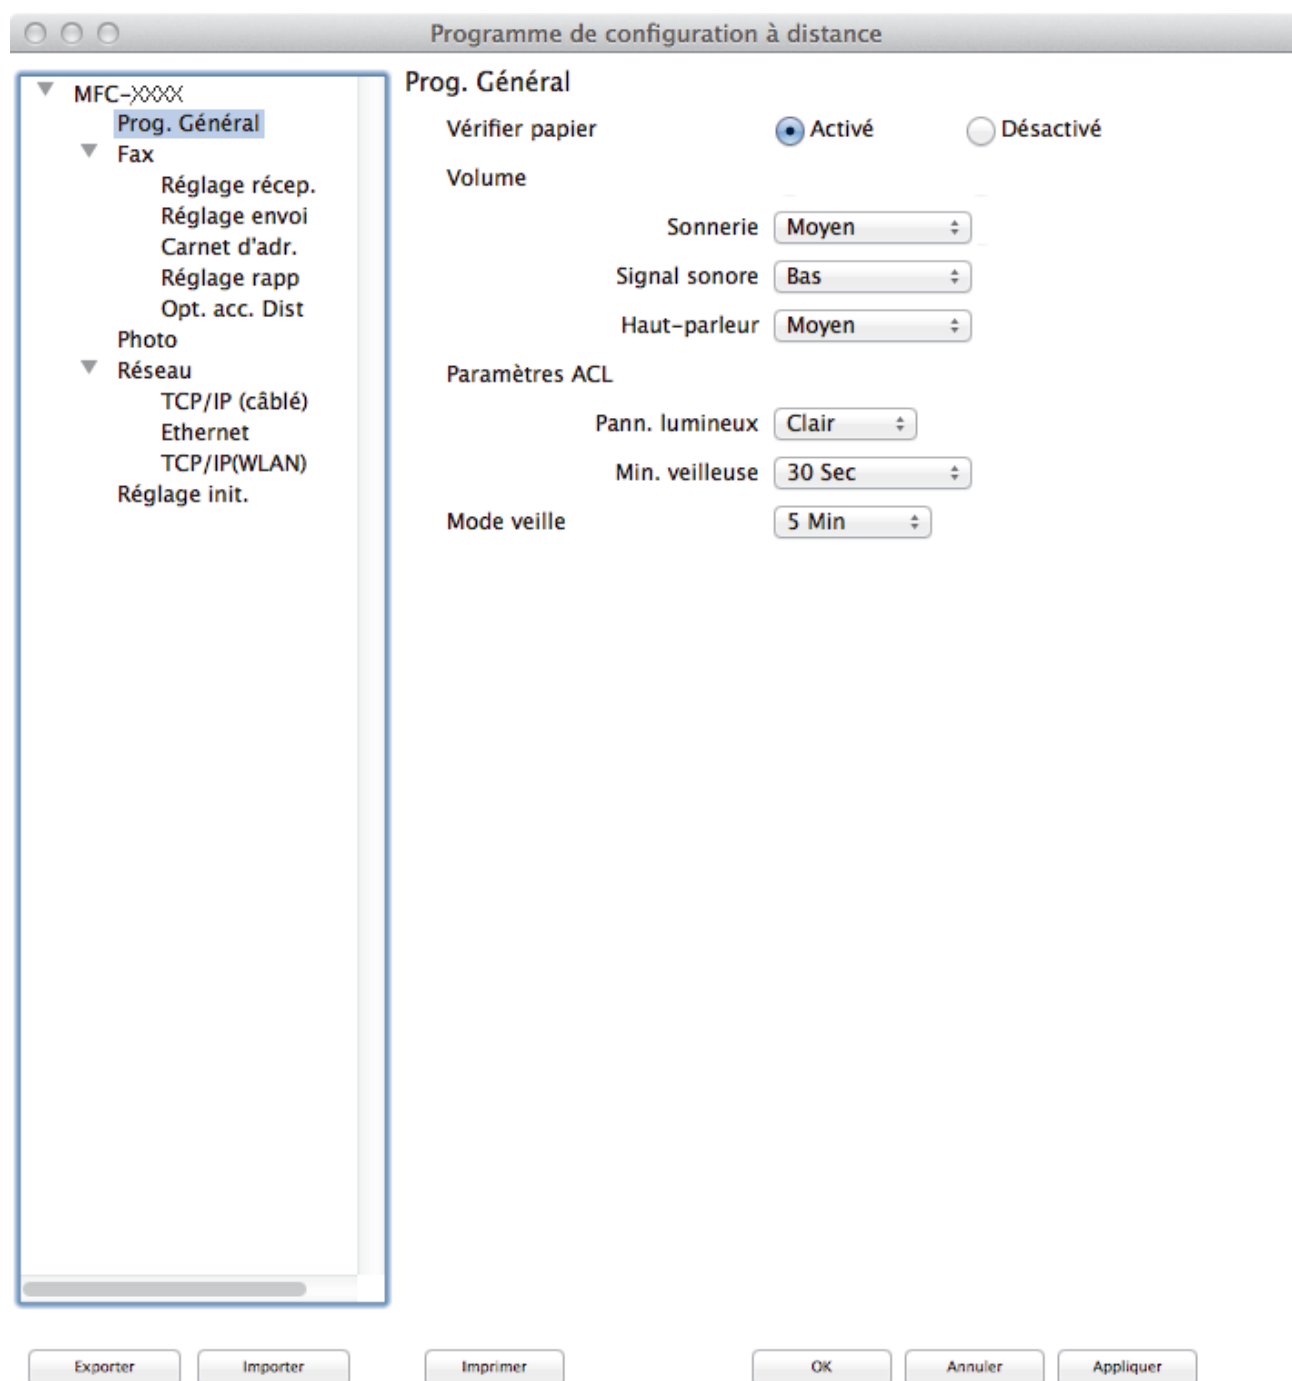 Programme de configuration à distance
MFC-XXXX
Prog. Général
Fax
Réglage récep.
Réglage envoi
Carnet d'adr.
Réglage rapp
Opt. acc. Dist
Photo
Réseau
TCP/IP (câblé)
Ethernet
TCP/IP(WLAN)
Réglage init.
Prog. Général
Vérifier papier Activé Désactivé
Volume
Sonnerie Moyen
Signal sonore Bas
Haut-parleur Moyen
Paramètres ACL
Pann. lumineux Clair
Min. veilleuse 30 Sec
Mode veille 5 Min
Exporter Importer Imprimer OK Annuler Appliquer